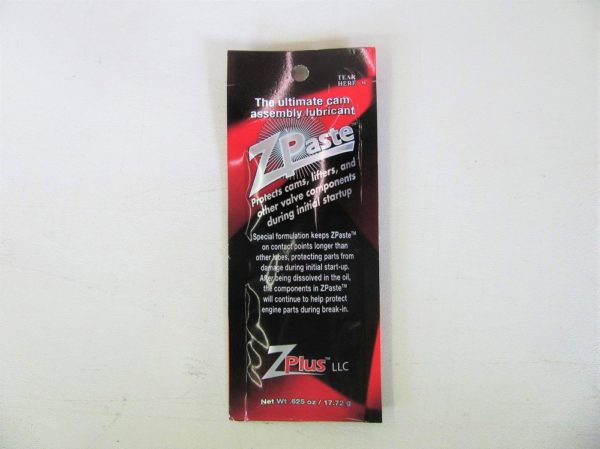 TEAR
HERE
The ultimate cam
assembly lubricant
ZPaste™
Protects cams, lifters, and
other valve components
during initial startup
Special formulation keeps ZPaste™
on contact points longer than
other lubes, protecting parts from
damage during initial start-up.
After being dissolved in the oil,
the components in ZPaste™
will continue to help protect
engine parts during break-in.
ZPlus™ LLC
Net Wt .625 oz / 17.72 g